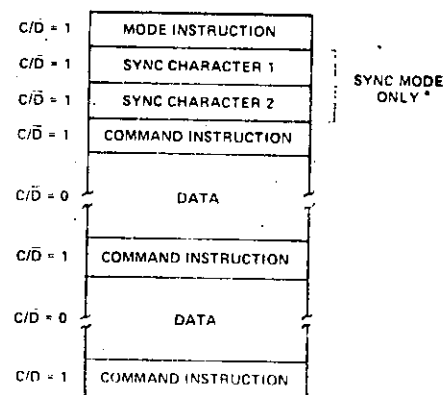 C/D̅ = 1 MODE INSTRUCTION
C/D̅ = 1 SYNC CHARACTER 1
C/D̅ = 1 SYNC CHARACTER 2
SYNC MODE
ONLY*
C/D̅ = 1 COMMAND INSTRUCTION
C/D̅ = 0 DATA
C/D̅ = 1 COMMAND INSTRUCTION
C/D̅ = 0 DATA
C/D = 1 COMMAND INSTRUCTION